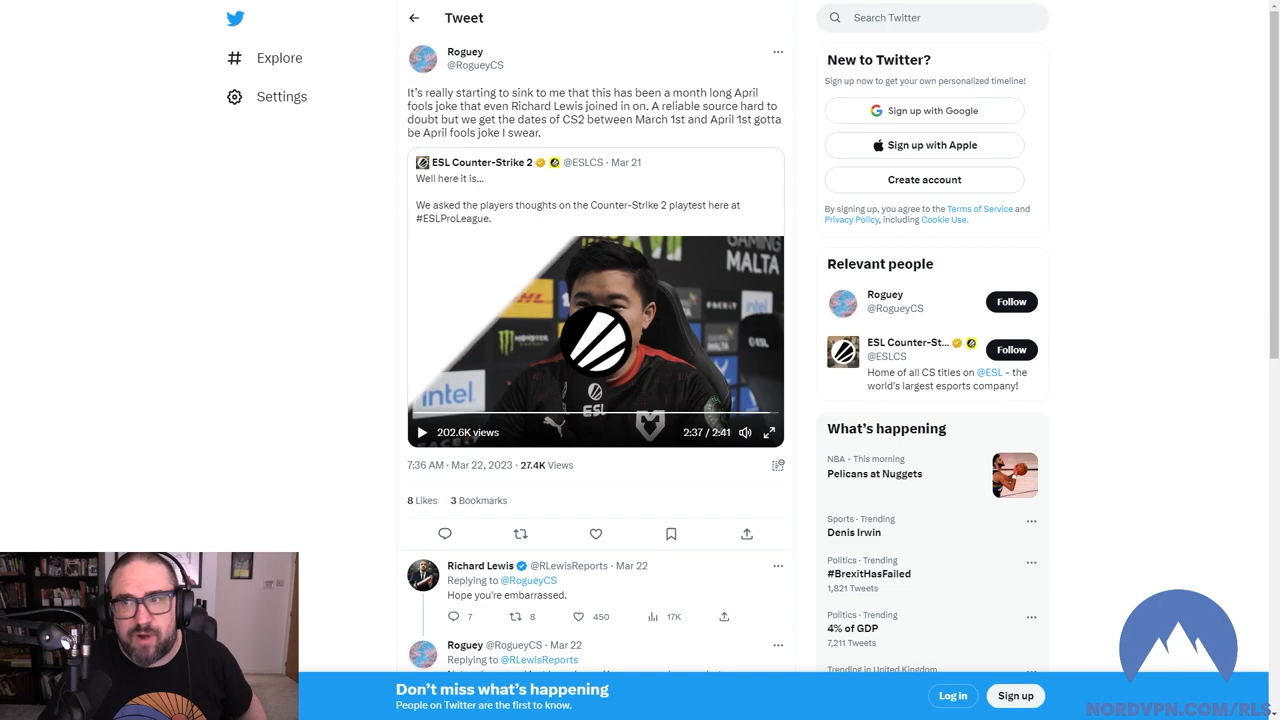 Explore
Settings
Tweet
Roguey
@RogueyCS
It's really starting to sink to me that this has been a month long April
fools joke that even Richard Lewis joined in on. A reliable source hard to
doubt but we get the dates of CS2 between March 1st and April 1st gotta
be April fools joke I swear.
ESL Counter-Strike 2 @ESLCS · Mar 21
Well here it is...
We asked the players thoughts on the Counter-Strike 2 playtest here at
#ESLProLeague.
GAMING
MALTA
MONSTER
FACEIT
ESL
intel
ESL
202.6K views
2:37 / 2:41
7:36 AM · Mar 22, 2023 · 27.4K Views
8 Likes 3 Bookmarks
Richard Lewis @RLewisReports · Mar 22
Replying to @RogueyCS
Hope you're embarrassed.
7 8 450 17K
Roguey @RogueyCS · Mar 22
Replying to @RLewisReports
Search Twitter
New to Twitter?
Sign up now to get your own personalized timeline!
Sign up with Google
Sign up with Apple
Create account
By signing up, you agree to the Terms of Service and
Privacy Policy, including Cookie Use.
Relevant people
Roguey
@RogueyCS
Follow
ESL Counter-St...
@ESLCS
Follow
Home of all CS titles on @ESL - the
world's largest esports company!
What's happening
NBA · This morning
Pelicans at Nuggets
Sports · Trending
Denis Irwin
Politics · Trending
#BrexitHasFailed
1,821 Tweets
Politics · Trending
4% of GDP
7,211 Tweets
Trending in United Kingdom
Don't miss what's happening
People on Twitter are the first to know.
Log in
Sign up
NORDVPN.COM/RLS